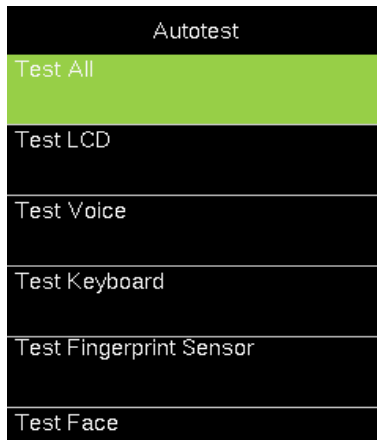 Autotest
Test All
Test LCD
Test Voice
Test Keyboard
Test Fingerprint Sensor
Test Face